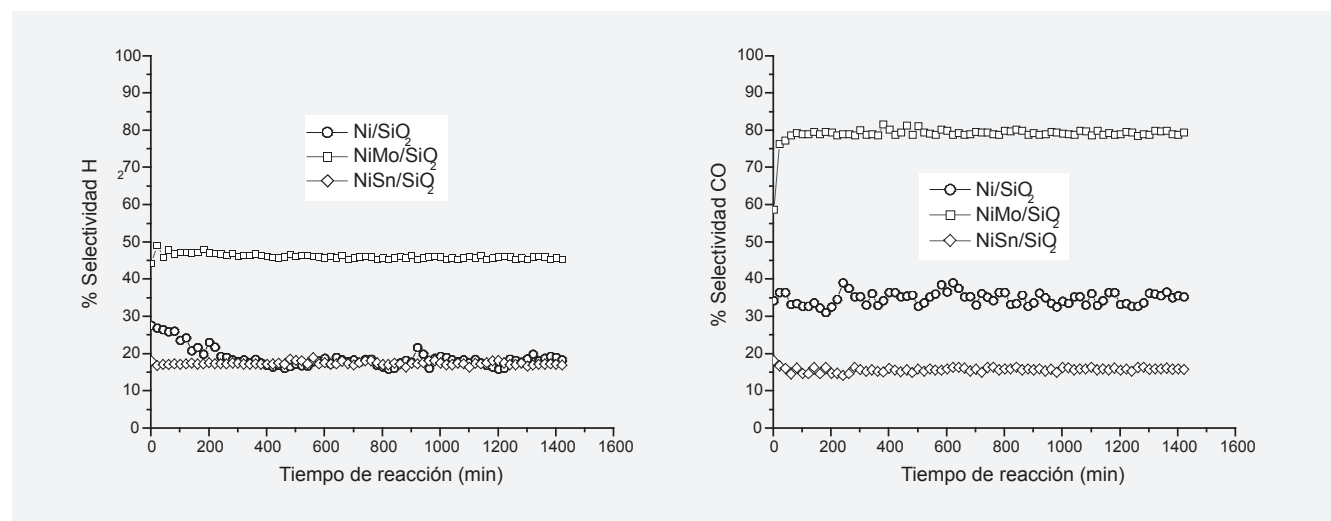 100
90
80
70
60
50
40
30
20
10
0
% Selectividad H2
Ni/SiO2
NiMo/SiO2
NiSn/SiO2
0 200 400 600 800 1000 1200 1400 1600
Tiempo de reacción (min)
100
90
80
70
60
50
40
30
20
10
0
% Selectividad CO
Ni/SiO2
NiMo/SiO2
NiSn/SiO2
0 200 400 600 800 1000 1200 1400 1600
Tiempo de reacción (min)